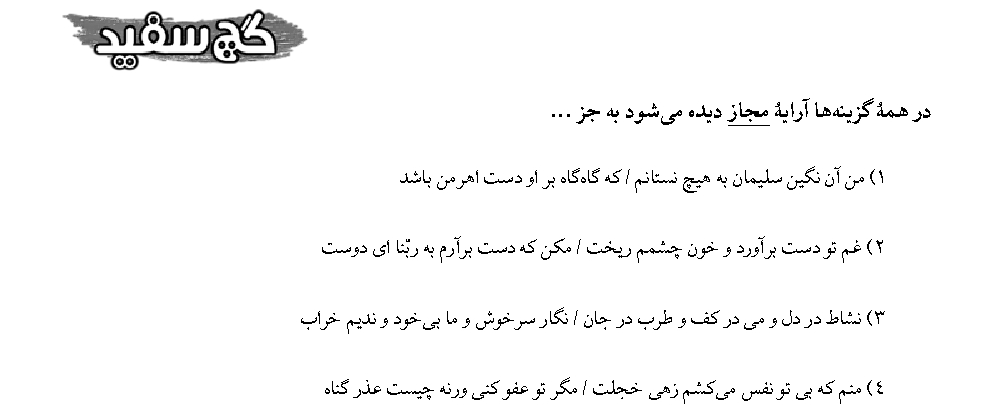 گچ سفید
در همهٔ گزینه‌ها آرایهٔ مجاز دیده می‌شود به جز ...
۱) من آن نگین سلیمان به هیچ نستانم / که گاه‌گاه بر او دست اهرمن باشد
۲) غم تو دست برآورد و خون چشمم ریخت / مکن که دست برآرم به ربّنا ای دوست
۳) نشاط در دل و می در کف و طرب در جان / نگار سرخوش و ما بی‌خود و ندیم خراب
۴) منم که بی تو نفس می‌کشم زهی خجلت / مگر تو عفو کنی ورنه چیست عذر گناه